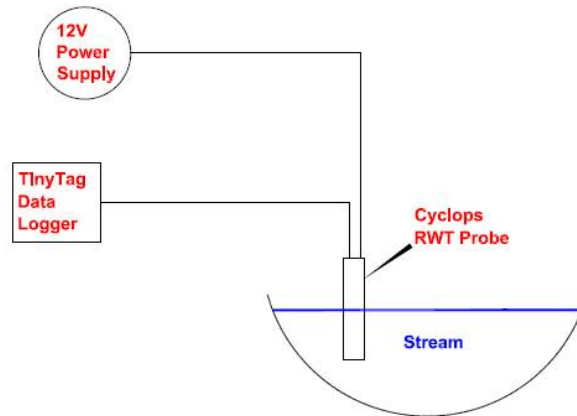 12V
Power
Supply
TInyTag
Data
Logger
Cyclops
RWT Probe
Stream